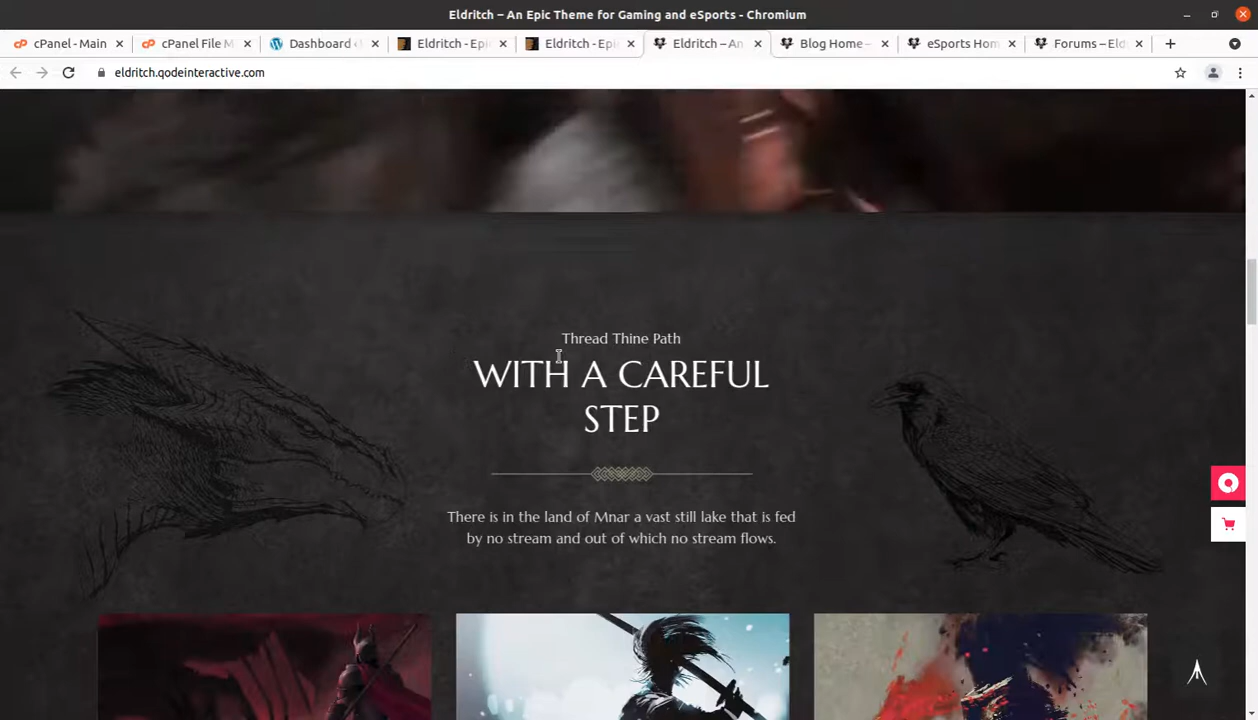 Eldritch – An Epic Theme for Gaming and eSports - Chromium
cPanel - Main
cPanel File M
Dashboard
Eldritch - Epi
Eldritch - Epi
Eldritch – An
Blog Home –
eSports Hom
Forums – Eld
eldritch.qodeinteractive.com
Thread Thine Path
WITH A CAREFUL
STEP
There is in the land of Mnar a vast still lake that is fed
by no stream and out of which no stream flows.